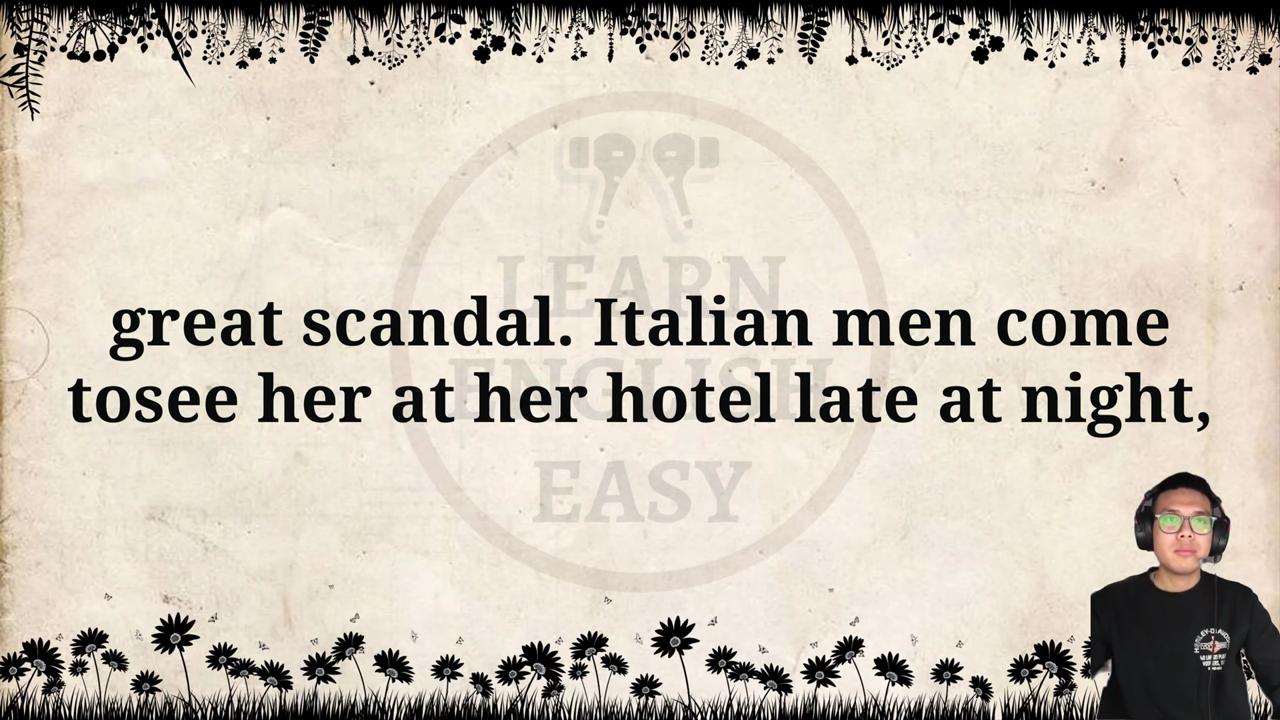 LEARN
great scandal. Italian men come
ENGLISH
tosee her at her hotel late at night,
EASY